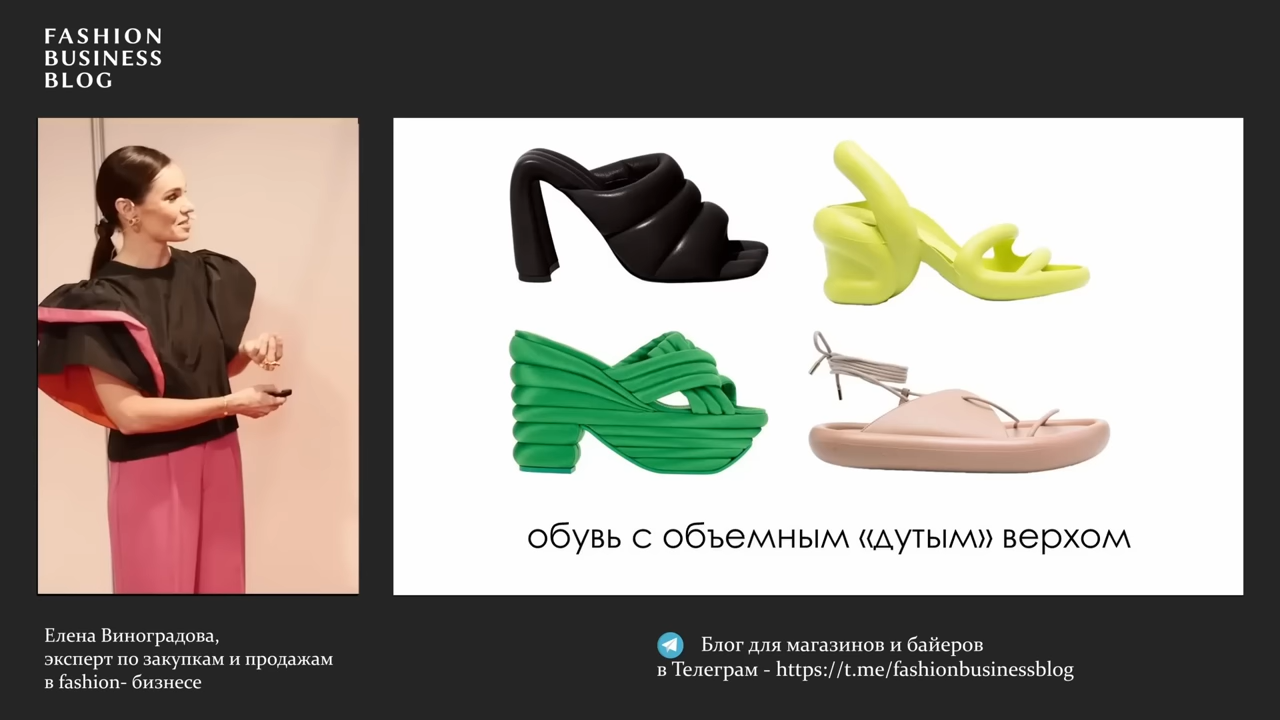 FASHION
BUSINESS
BLOG
обувь с объемным «дутым» верхом
Елена Виноградова,
эксперт по закупкам и продажам
в fashion- бизнесе
Блог для магазинов и байеров
в Телеграм - https://t.me/fashionbusinessblog